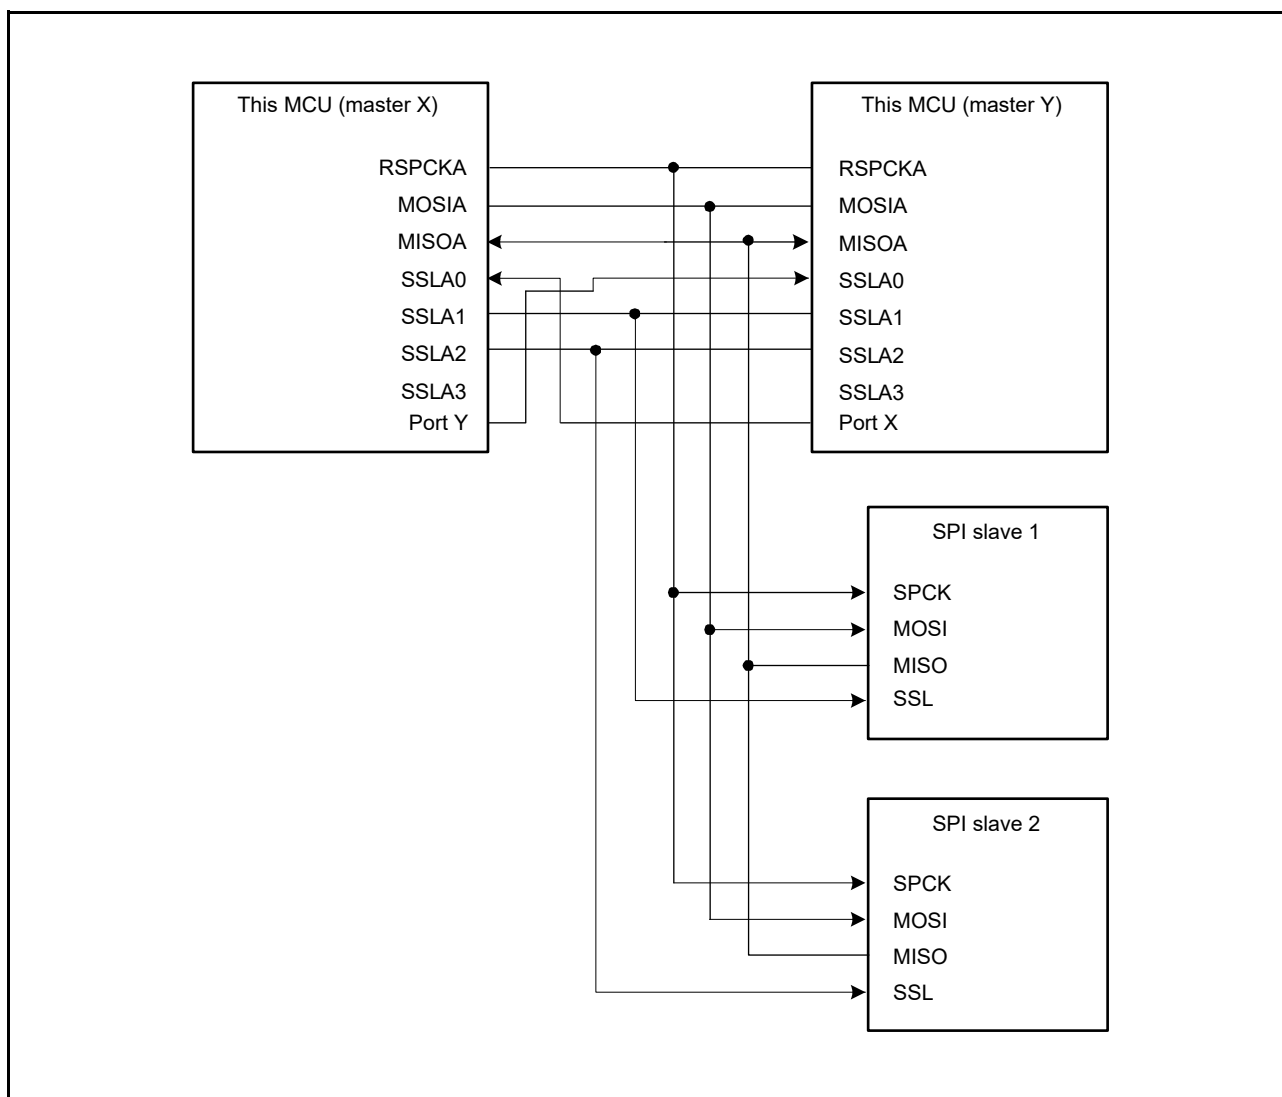 This MCU (master X)
RSPCKA
MOSIA
MISOA
SSLA0
SSLA1
SSLA2
SSLA3
Port Y
This MCU (master Y)
RSPCKA
MOSIA
MISOA
SSLA0
SSLA1
SSLA2
SSLA3
Port X
SPI slave 1
SPCK
MOSI
MISO
SSL
SPI slave 2
SPCK
MOSI
MISO
SSL